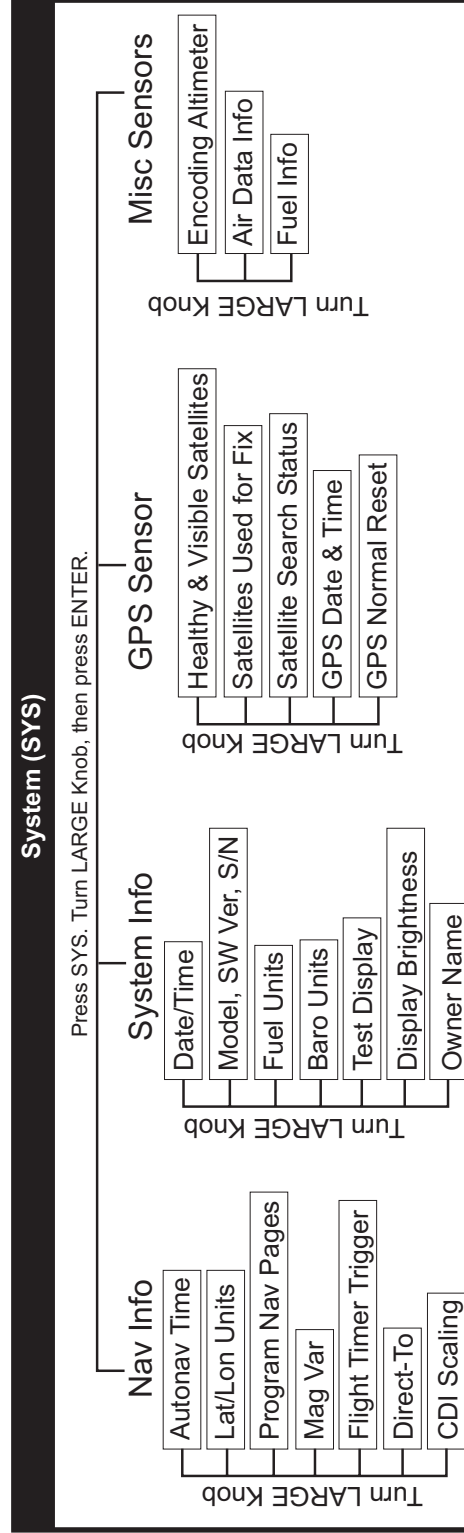 System (SYS)
Press SYS. Turn LARGE Knob, then press ENTER.
Nav Info
Turn LARGE Knob
Autonav Time
Lat/Lon Units
Program Nav Pages
Mag Var
Flight Timer Trigger
Direct-To
CDI Scaling
System Info
Turn LARGE Knob
Date/Time
Model, SW Ver, S/N
Fuel Units
Baro Units
Test Display
Display Brightness
Owner Name
GPS Sensor
Turn LARGE Knob
Healthy & Visible Satellites
Satellites Used for Fix
Satellite Search Status
GPS Date & Time
GPS Normal Reset
Misc Sensors
Turn LARGE Knob
Encoding Altimeter
Air Data Info
Fuel Info